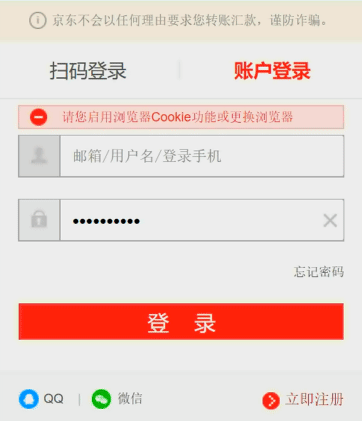 京东不会以任何理由要求您转账汇款，谨防诈骗。
扫码登录 账户登录
请您启用浏览器Cookie功能或更换浏览器
邮箱/用户名/登录手机
••••••••••
忘记密码
登 录
QQ | 微信 立即注册